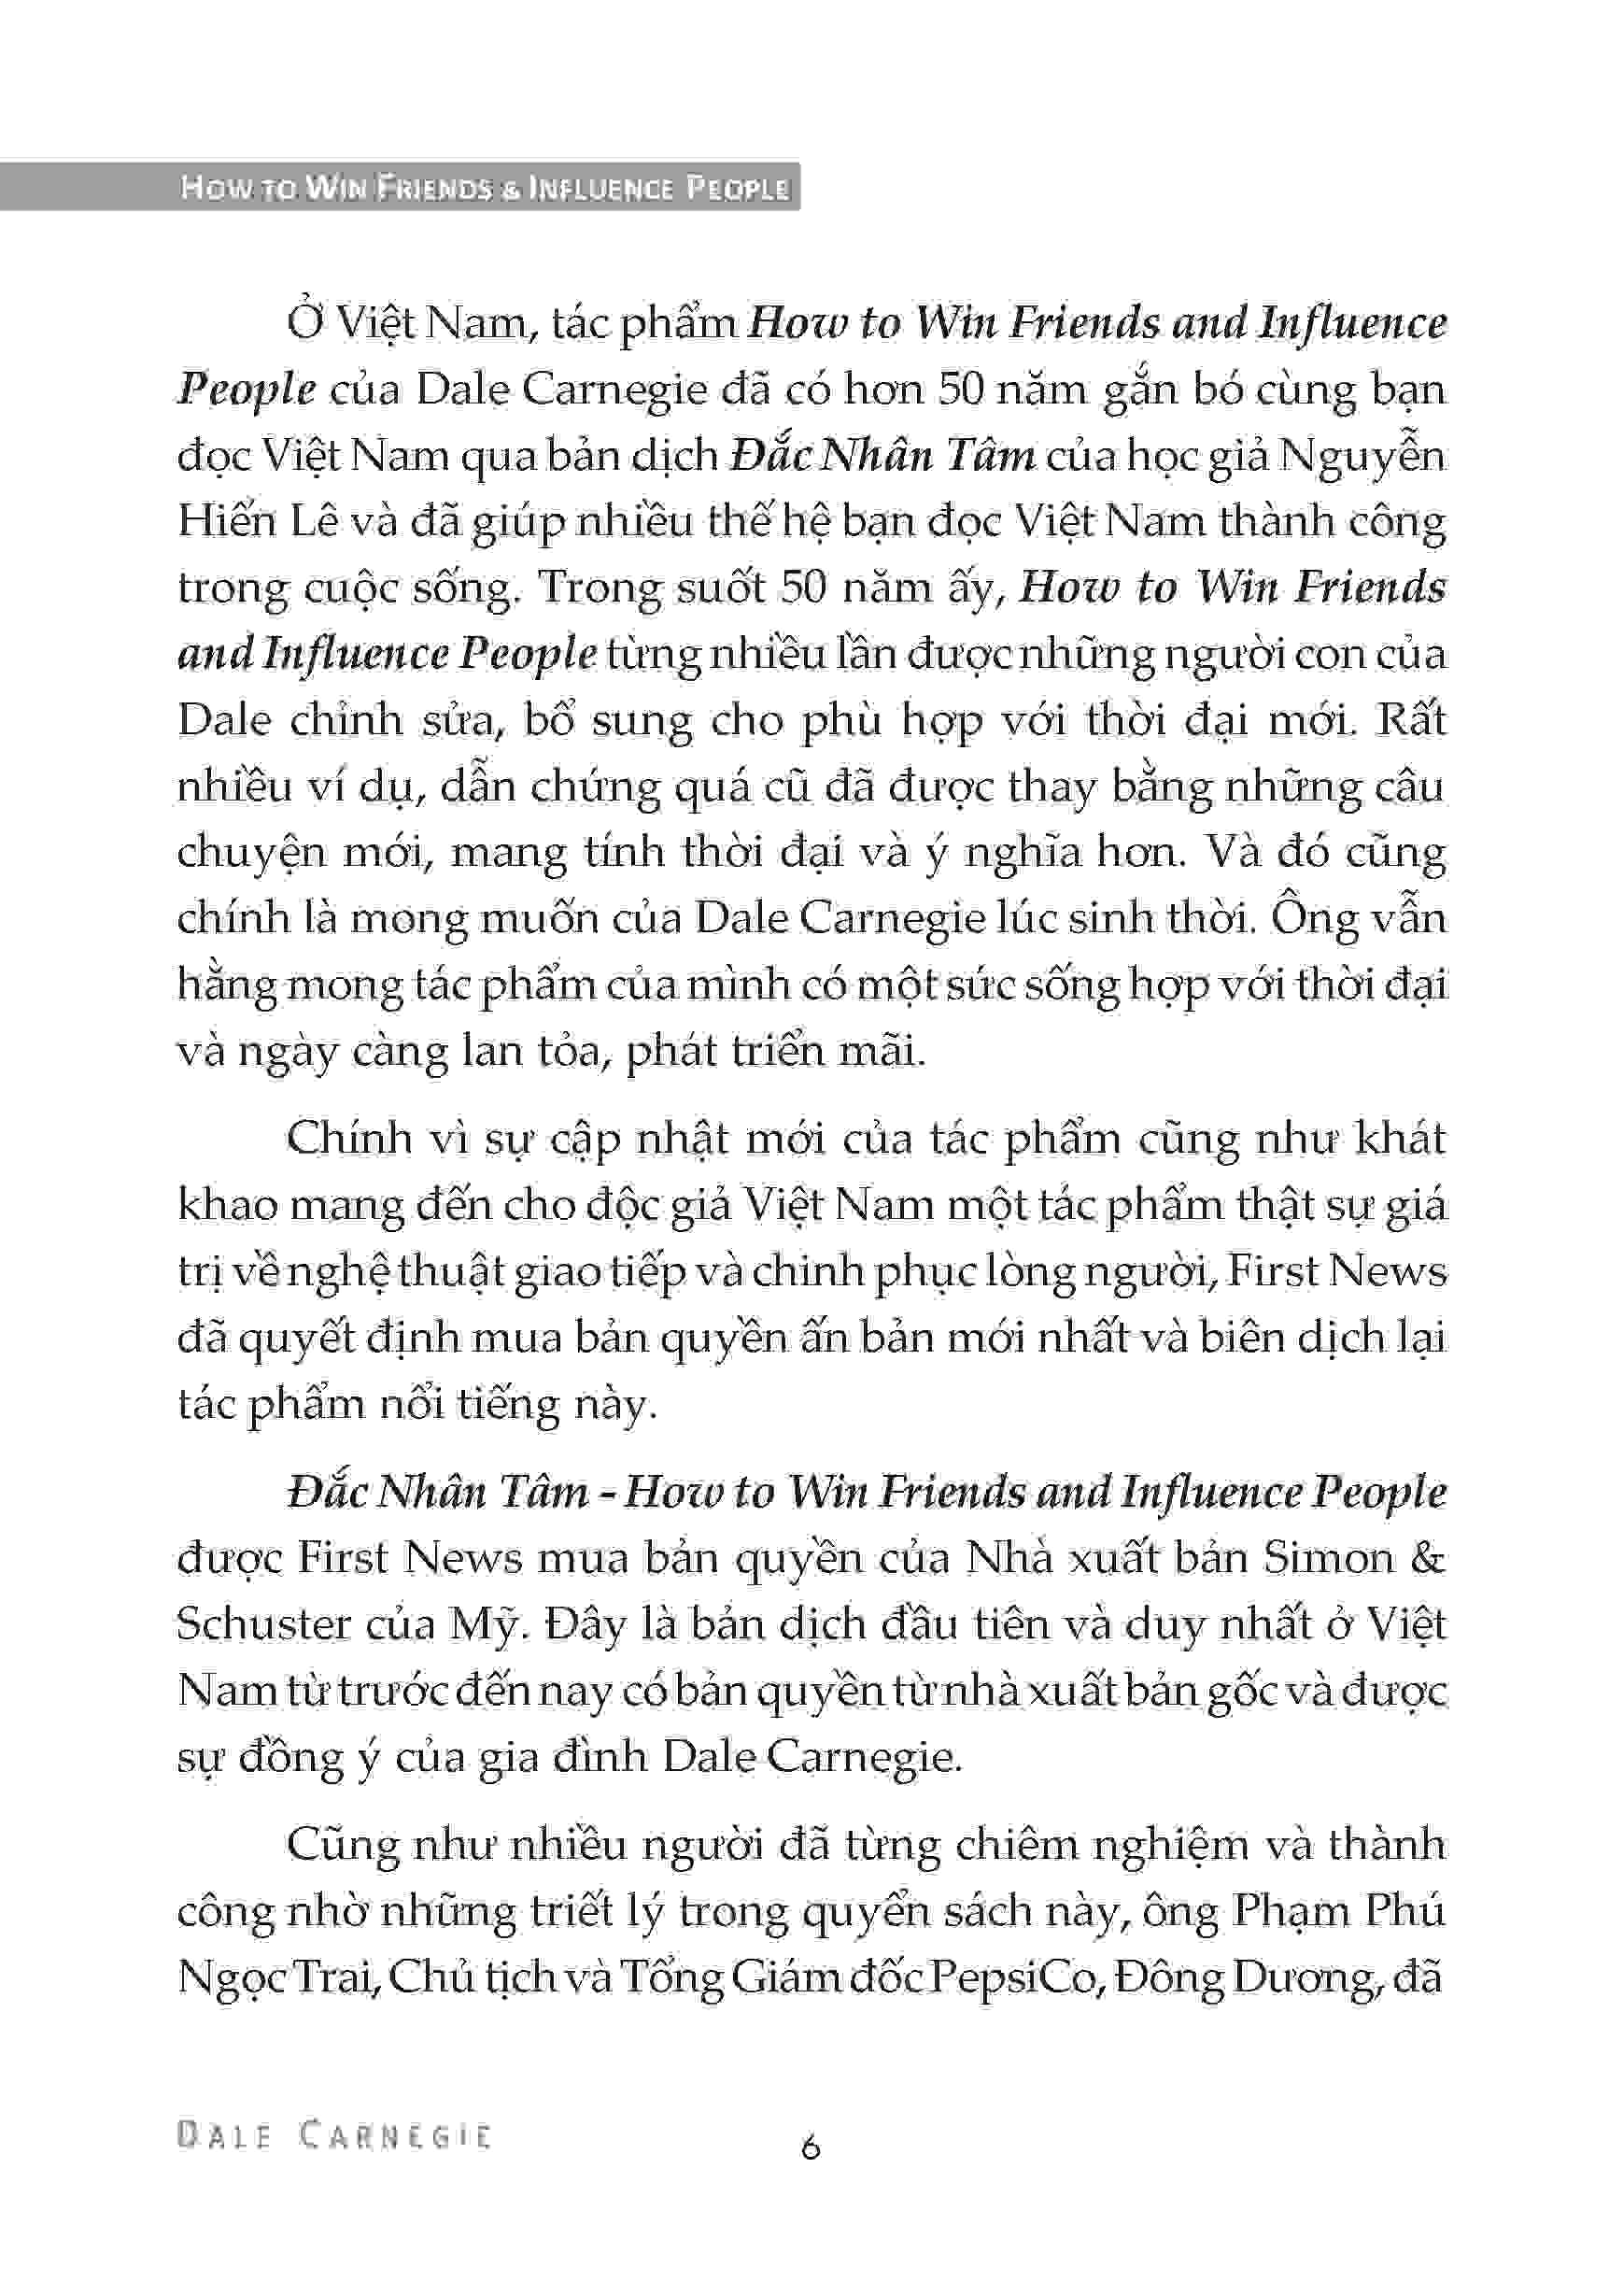 HOW TO WIN FRIENDS & INFLUENCE PEOPLE
Ở Việt Nam, tác phẩm How to Win Friends and Influence
People của Dale Carnegie đã có hơn 50 năm gắn bó cùng bạn
đọc Việt Nam qua bản dịch Đắc Nhân Tâm của học giả Nguyễn
Hiến Lê và đã giúp nhiều thế hệ bạn đọc Việt Nam thành công
trong cuộc sống. Trong suốt 50 năm ấy, How to Win Friends
and Influence People từng nhiều lần được những người con của
Dale chỉnh sửa, bổ sung cho phù hợp với thời đại mới. Rất
nhiều ví dụ, dẫn chứng quá cũ đã được thay bằng những câu
chuyện mới, mang tính thời đại và ý nghĩa hơn. Và đó cũng
chính là mong muốn của Dale Carnegie lúc sinh thời. Ông vẫn
hằng mong tác phẩm của mình có một sức sống hợp với thời đại
và ngày càng lan tỏa, phát triển mãi.
Chính vì sự cập nhật mới của tác phẩm cũng như khát
khao mang đến cho độc giả Việt Nam một tác phẩm thật sự giá
trị về nghệ thuật giao tiếp và chinh phục lòng người, First News
đã quyết định mua bản quyền ấn bản mới nhất và biên dịch lại
tác phẩm nổi tiếng này.
Đắc Nhân Tâm - How to Win Friends and Influence People
được First News mua bản quyền của Nhà xuất bản Simon &
Schuster của Mỹ. Đây là bản dịch đầu tiên và duy nhất ở Việt
Nam từ trước đến nay có bản quyền từ nhà xuất bản gốc và được
sự đồng ý của gia đình Dale Carnegie.
Cũng như nhiều người đã từng chiêm nghiệm và thành
công nhờ những triết lý trong quyển sách này, ông Phạm Phú
Ngọc Trai, Chủ tịch và Tổng Giám đốc PepsiCo, Đông Dương, đã
DALE CARNEGIE
6